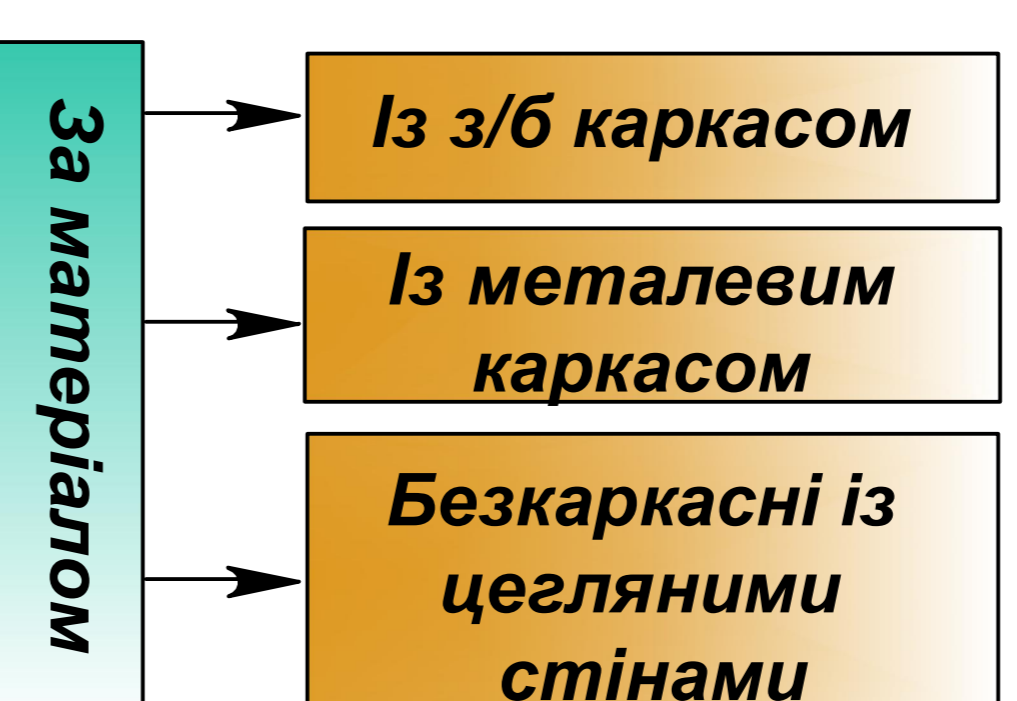 За матеріалом
Із з/б каркасом
Із металевим
каркасом
Безкаркасні із
цегляними
стінами